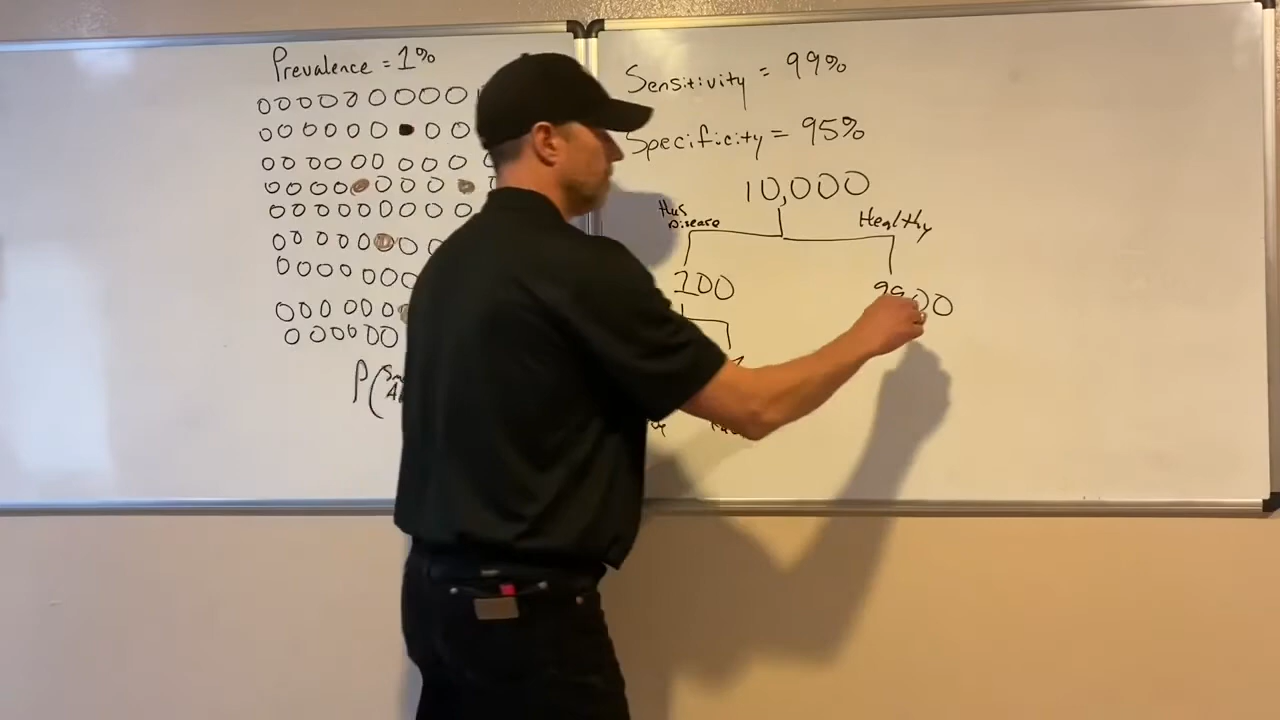 Prevalence = 1%
Sensitivity = 99%
Specificity = 95%
10,000
Has Disease
Healthy
100
9900
P(